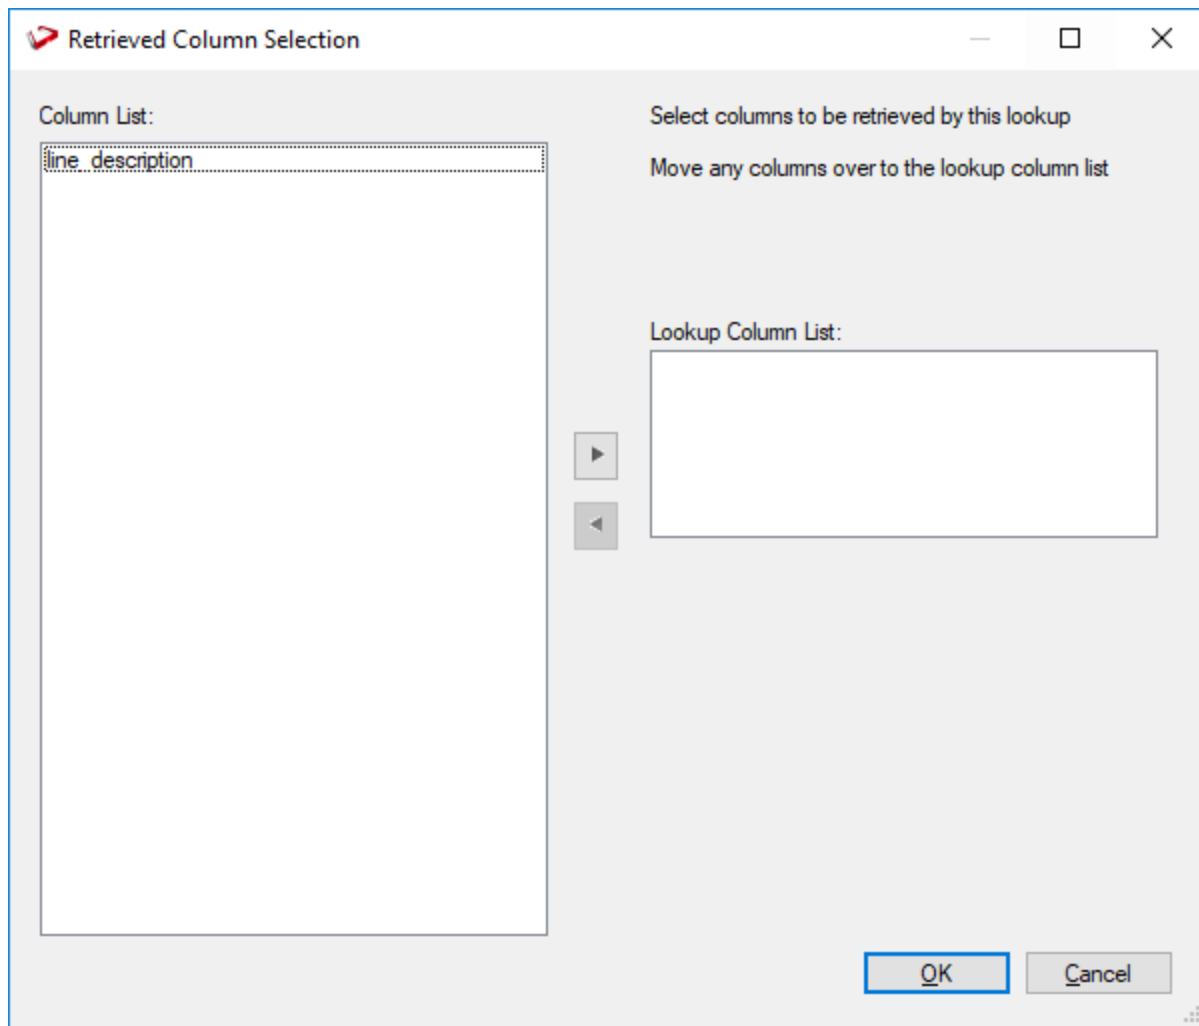 Retrieved Column Selection
Column List:
line_description
Select columns to be retrieved by this lookup
Move any columns over to the lookup column list
Lookup Column List:
OK
Cancel